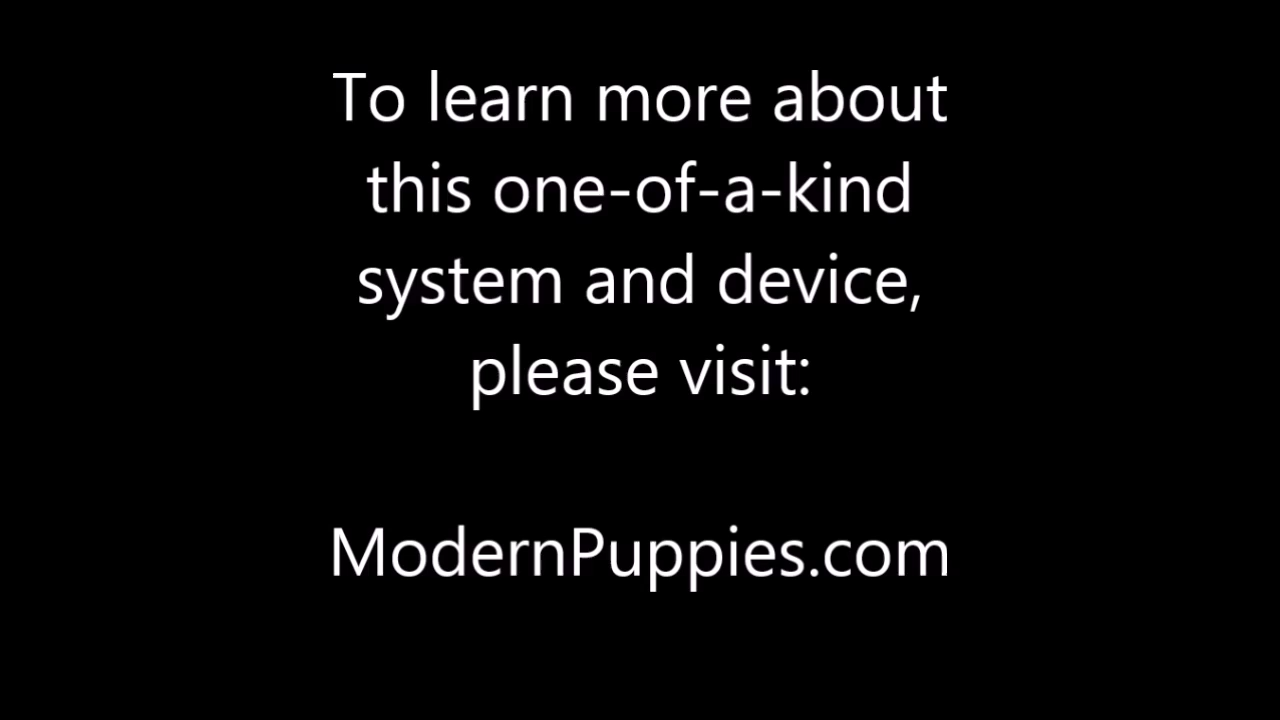 To learn more about
this one-of-a-kind
system and device,
please visit:
ModernPuppies.com